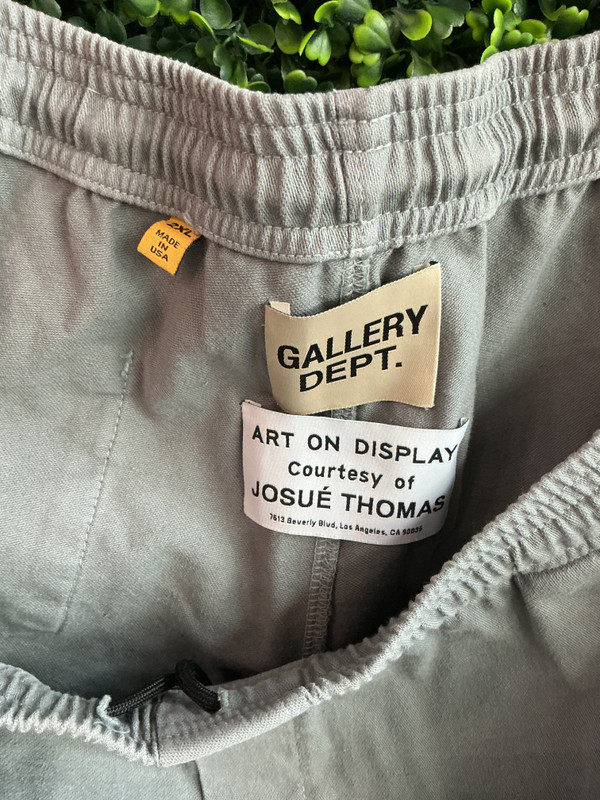 2XL
MADE
IN
USA
GALLERY
DEPT.
ART ON DISPLAY
Courtesy of
JOSUÉ THOMAS
7613 Beverly Blvd, Los Angeles, CA 90036